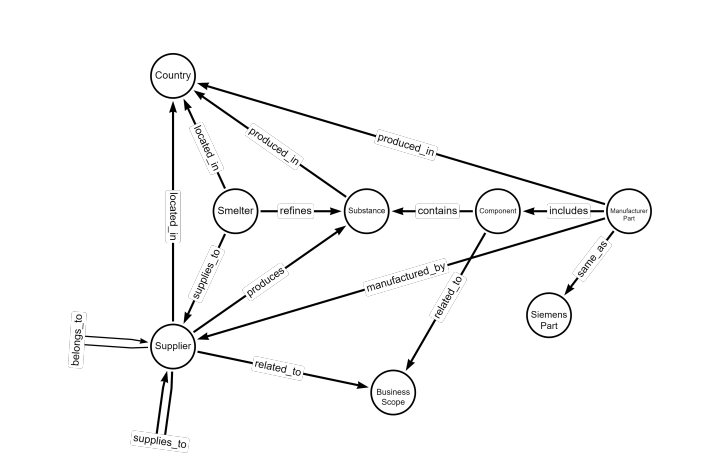 Country
produced_in
located_in
produced_in
located_in
Smelter
refines
Substance
contains
Component
includes
Manufacturer
Part
supplies_to
produces
manufactured_by
related_to
same_as
Siemens
Part
belongs_to
Supplier
related_to
Business
Scope
supplies_to